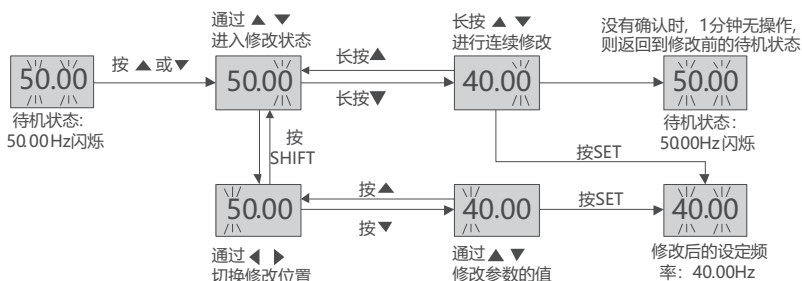 通过 ▲ ▼
进入修改状态
长按 ▲ ▼
进行连续修改
没有确认时，1分钟无操作，
则返回到修改前的待机状态
50.00
按 ▲ 或 ▼
50.00
长按▲
长按▼
40.00
50.00
待机状态：
50.00Hz闪烁
待机状态：
5000Hz闪烁
按
SHIFT
按SET
50.00
按▲
按▼
40.00
按SET
40.00
通过 ◀ ▶
切换修改位置
通过 ▲ ▼
修改参数的值
修改后的设定频
率：40.00Hz